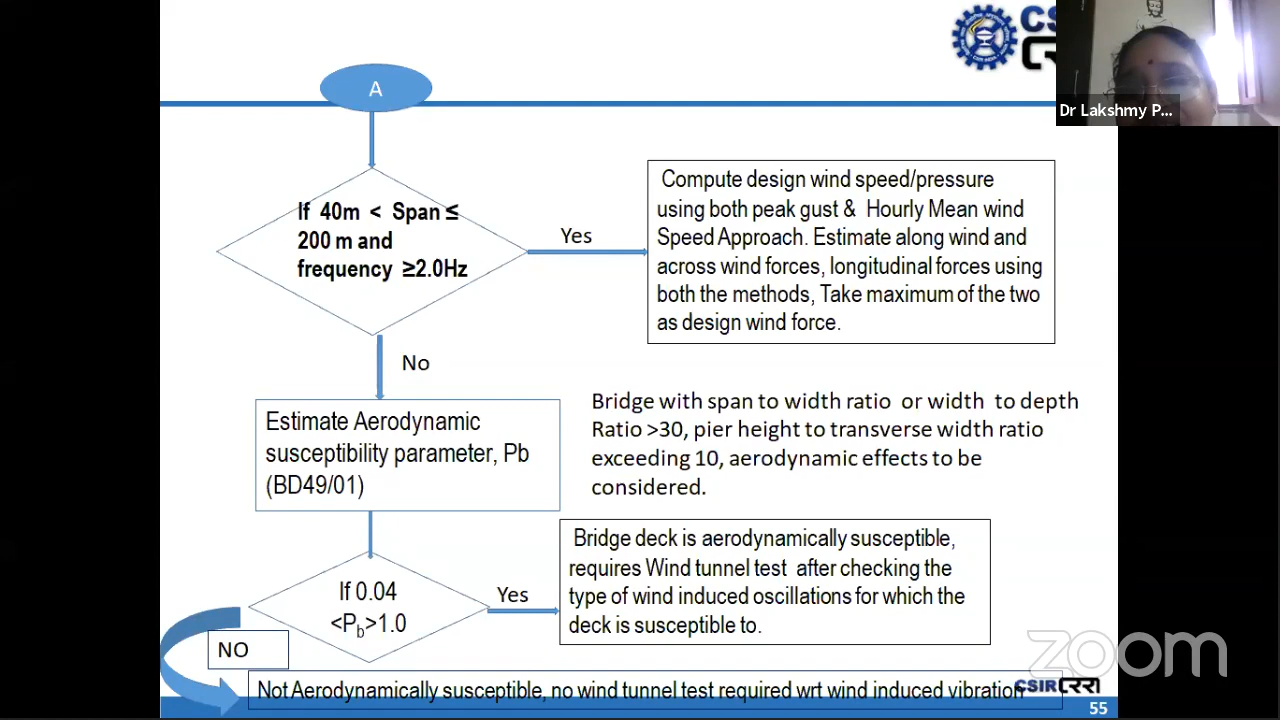 CS
A
Dr Lakshmy P...
If 40m < Span ≤
200 m and
frequency ≥2.0Hz
Yes
Compute design wind speed/pressure
using both peak gust & Hourly Mean wind
Speed Approach. Estimate along wind and
across wind forces, longitudinal forces using
both the methods, Take maximum of the two
as design wind force.
No
Estimate Aerodynamic
susceptibility parameter, Pb
(BD49/01)
Bridge with span to width ratio or width to depth
Ratio >30, pier height to transverse width ratio
exceeding 10, aerodynamic effects to be
considered.
If 0.04
<Pb>1.0
Yes
Bridge deck is aerodynamically susceptible,
requires Wind tunnel test after checking the
type of wind induced oscillations for which the
deck is susceptible to.
NO
zoom
Not Aerodynamically susceptible, no wind tunnel test required wrt wind induced vibration
CSIR CRRI
55